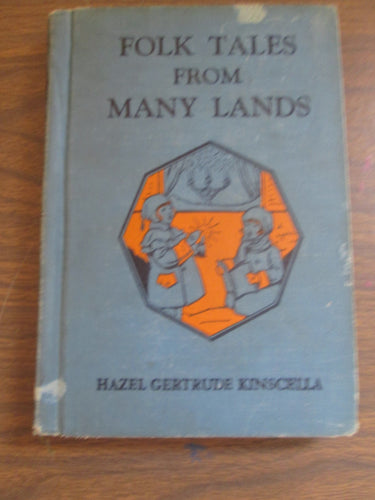 FOLK TALES
FROM
MANY LANDS
HAZEL GERTRUDE KINSCELLA